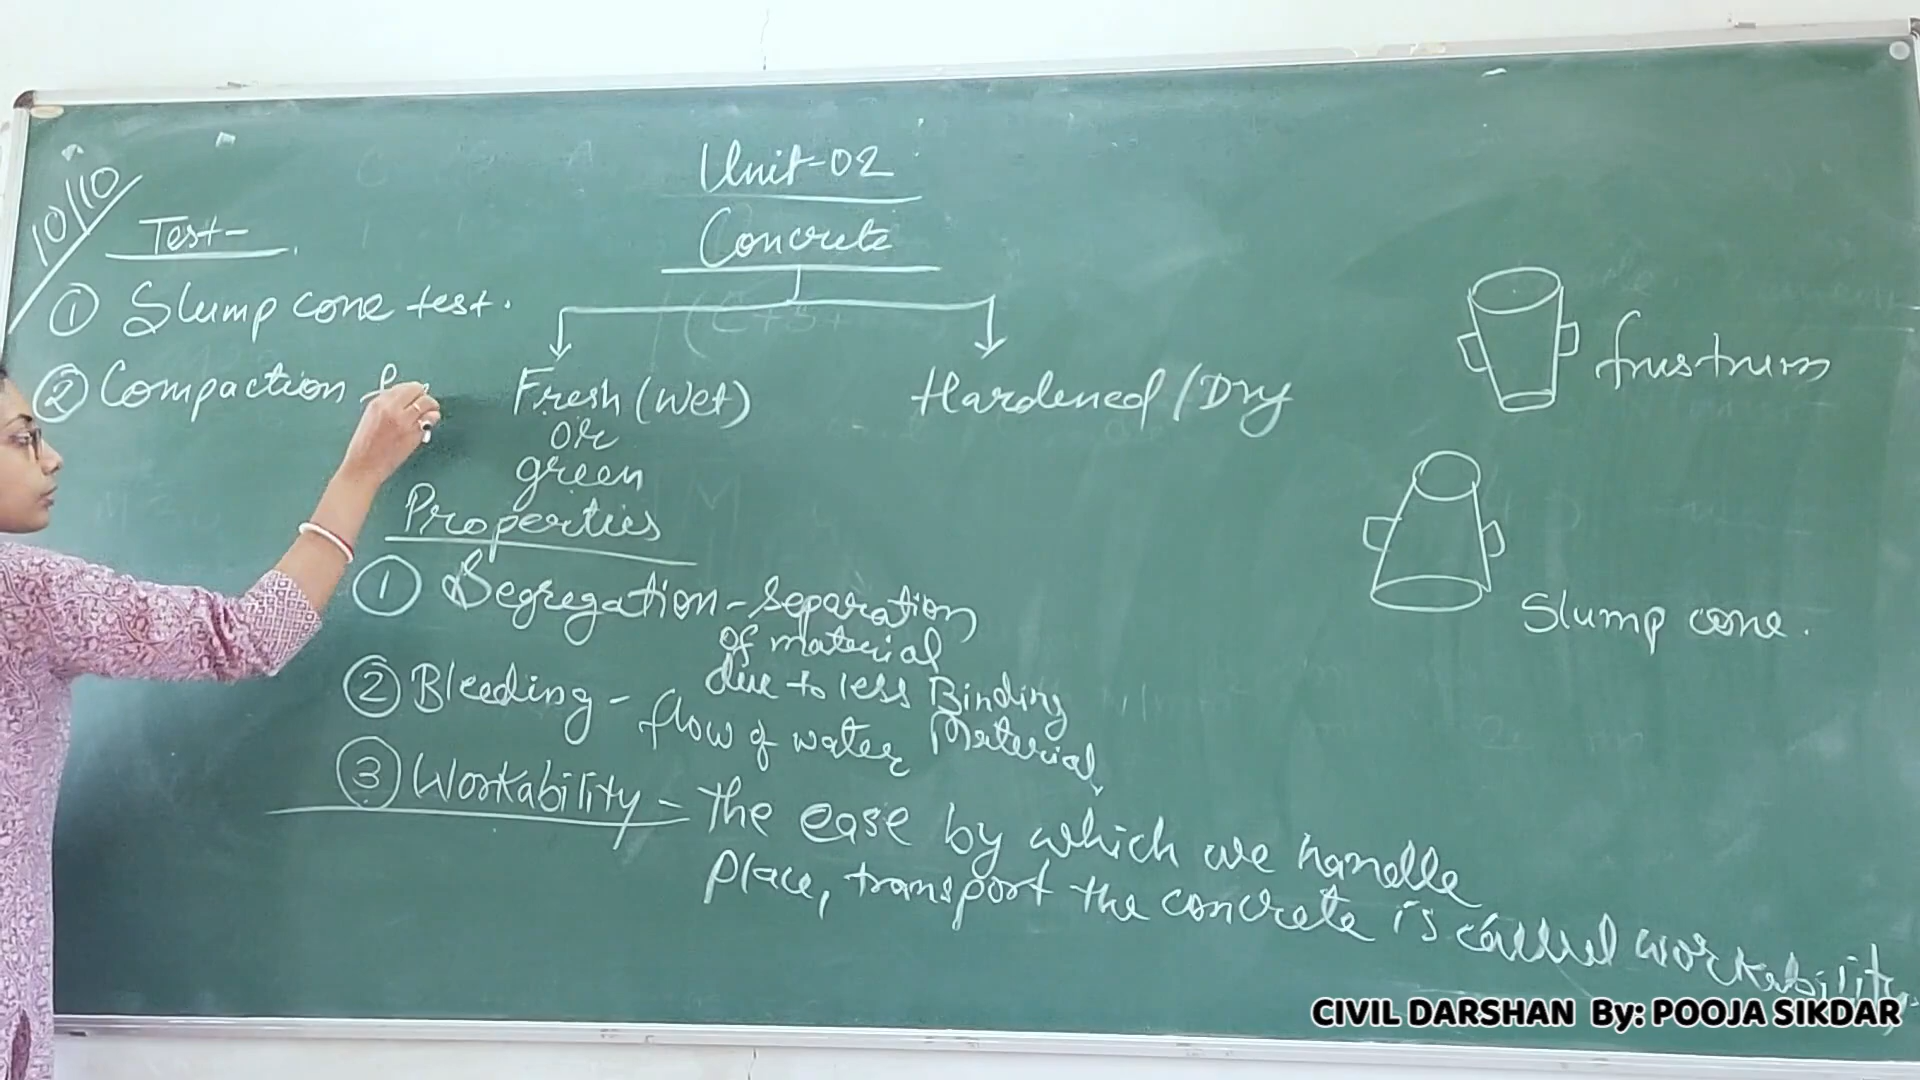 10/10
Unit-02
Concrete
Test-
① Slump cone test.
② Compaction
Fresh (Wet)
or
green
Hardened / Dry
Properties
① Segregation - separation
of material
due to less Binding
Material
② Bleeding - flow of water
③ Workability - The ease by which we handle
place, transport the concrete is called workability.
frustrum
Slump cone.
CIVIL DARSHAN By: POOJA SIKDAR